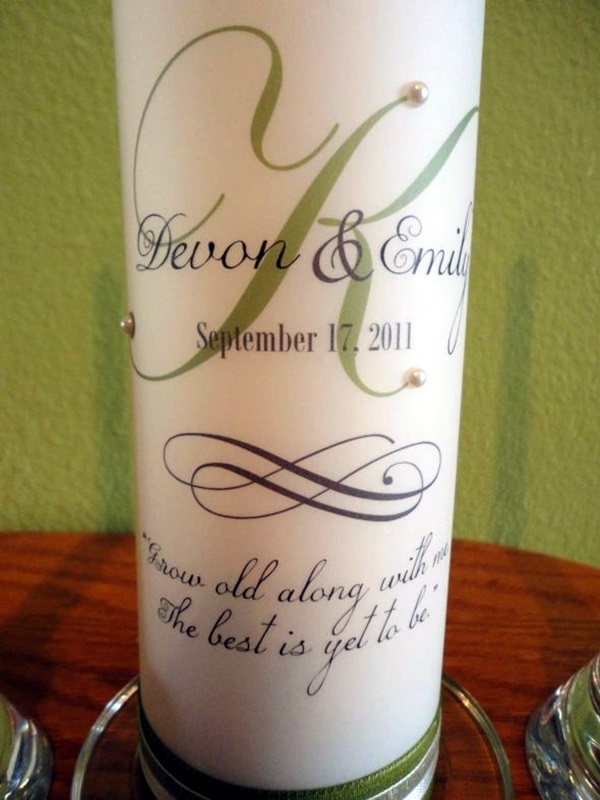 K
Devon & Emily
September 17, 2011
"Grow old along with me
The best is yet to be."